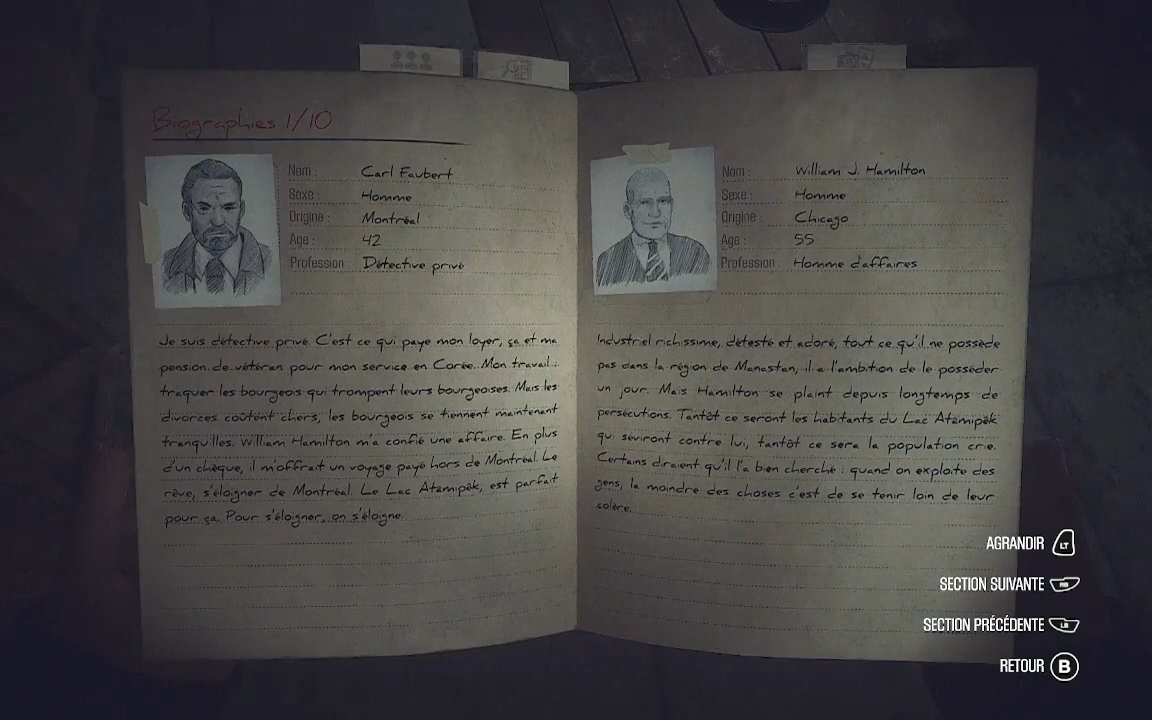 Biographies 1/10
Nom : Carl Faubert
Sexe : Homme
Origine : Montréal
Age : 42
Profession : Détective privé
Je suis détective privé. C'est ce qui paye mon loyer, ça et ma
pension de vétéran pour mon service en Corée. Mon travail :
traquer les bourgeois qui trompent leurs bourgeoises. Mais les
divorces coûtent chers, les bourgeois se tiennent maintenant
tranquilles. William Hamilton m'a confié une affaire. En plus
d'un chèque, il m'offrait un voyage payé hors de Montréal. Le
rêve, s'éloigner de Montréal. Le Lac Atamipêk, est parfait
pour ça. Pour s'éloigner, on s'éloigne.
Nom : William J. Hamilton
Sexe : Homme
Origine : Chicago
Age : 55
Profession : Homme d'affaires
Industriel richissime, détesté et adoré, tout ce qu'il ne possède
pas dans la région de Manastan, il a l'ambition de le posséder
un jour. Mais Hamilton se plaint depuis longtemps de
persécutions. Tantôt ce seront les habitants du Lac Atamipêk
qui séviront contre lui, tantôt ce sera la population crie.
Certains diraient qu'il l'a bien cherché : quand on exploite des
gens, la moindre des choses c'est de se tenir loin de leur
colère.
AGRANDIR LT
SECTION SUIVANTE RB
SECTION PRÉCÉDENTE LB
RETOUR B